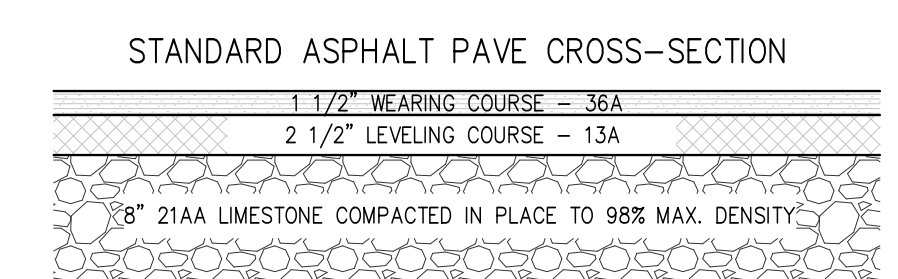 STANDARD ASPHALT PAVE CROSS-SECTION
1 1/2" WEARING COURSE - 36A
2 1/2" LEVELING COURSE - 13A
8" 21AA LIMESTONE COMPACTED IN PLACE TO 98% MAX. DENSITY